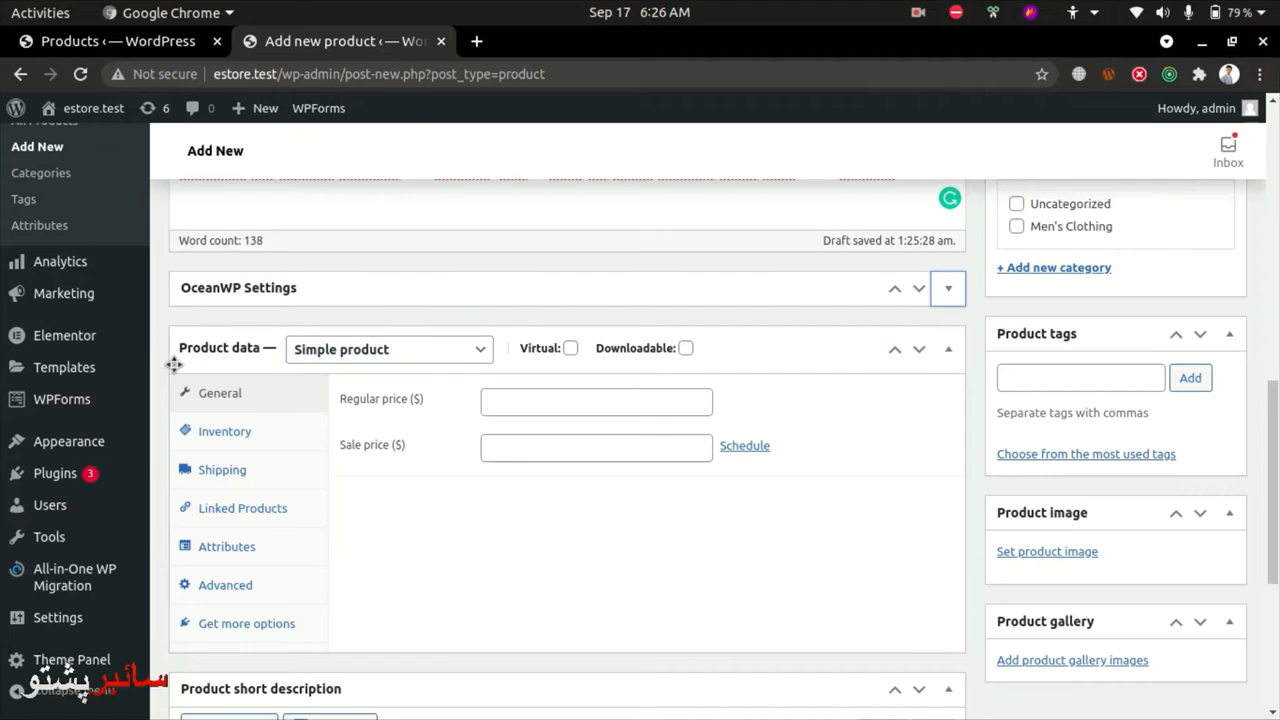 Activities
Google Chrome
Sep 17 6:26 AM
79 %
Products ‹ — WordPress
Add new product ‹ — Wor
Not secure
estore.test/wp-admin/post-new.php?post_type=product
estore.test
6
0
New
WPForms
Howdy, admin
Add New
Categories
Tags
Attributes
Analytics
Marketing
Elementor
Templates
WPForms
Appearance
Plugins 3
Users
Tools
All-in-One WP
Migration
Settings
Theme Panel
سائبر پشتو
Add New
Inbox
Word count: 138
Draft saved at 1:25:28 am.
OceanWP Settings
Product data —
Simple product
Virtual:
Downloadable:
General
Inventory
Shipping
Linked Products
Attributes
Advanced
Get more options
Regular price ($)
Sale price ($)
Schedule
Product short description
Uncategorized
Men's Clothing
+ Add new category
Product tags
Add
Separate tags with commas
Choose from the most used tags
Product image
Set product image
Product gallery
Add product gallery images